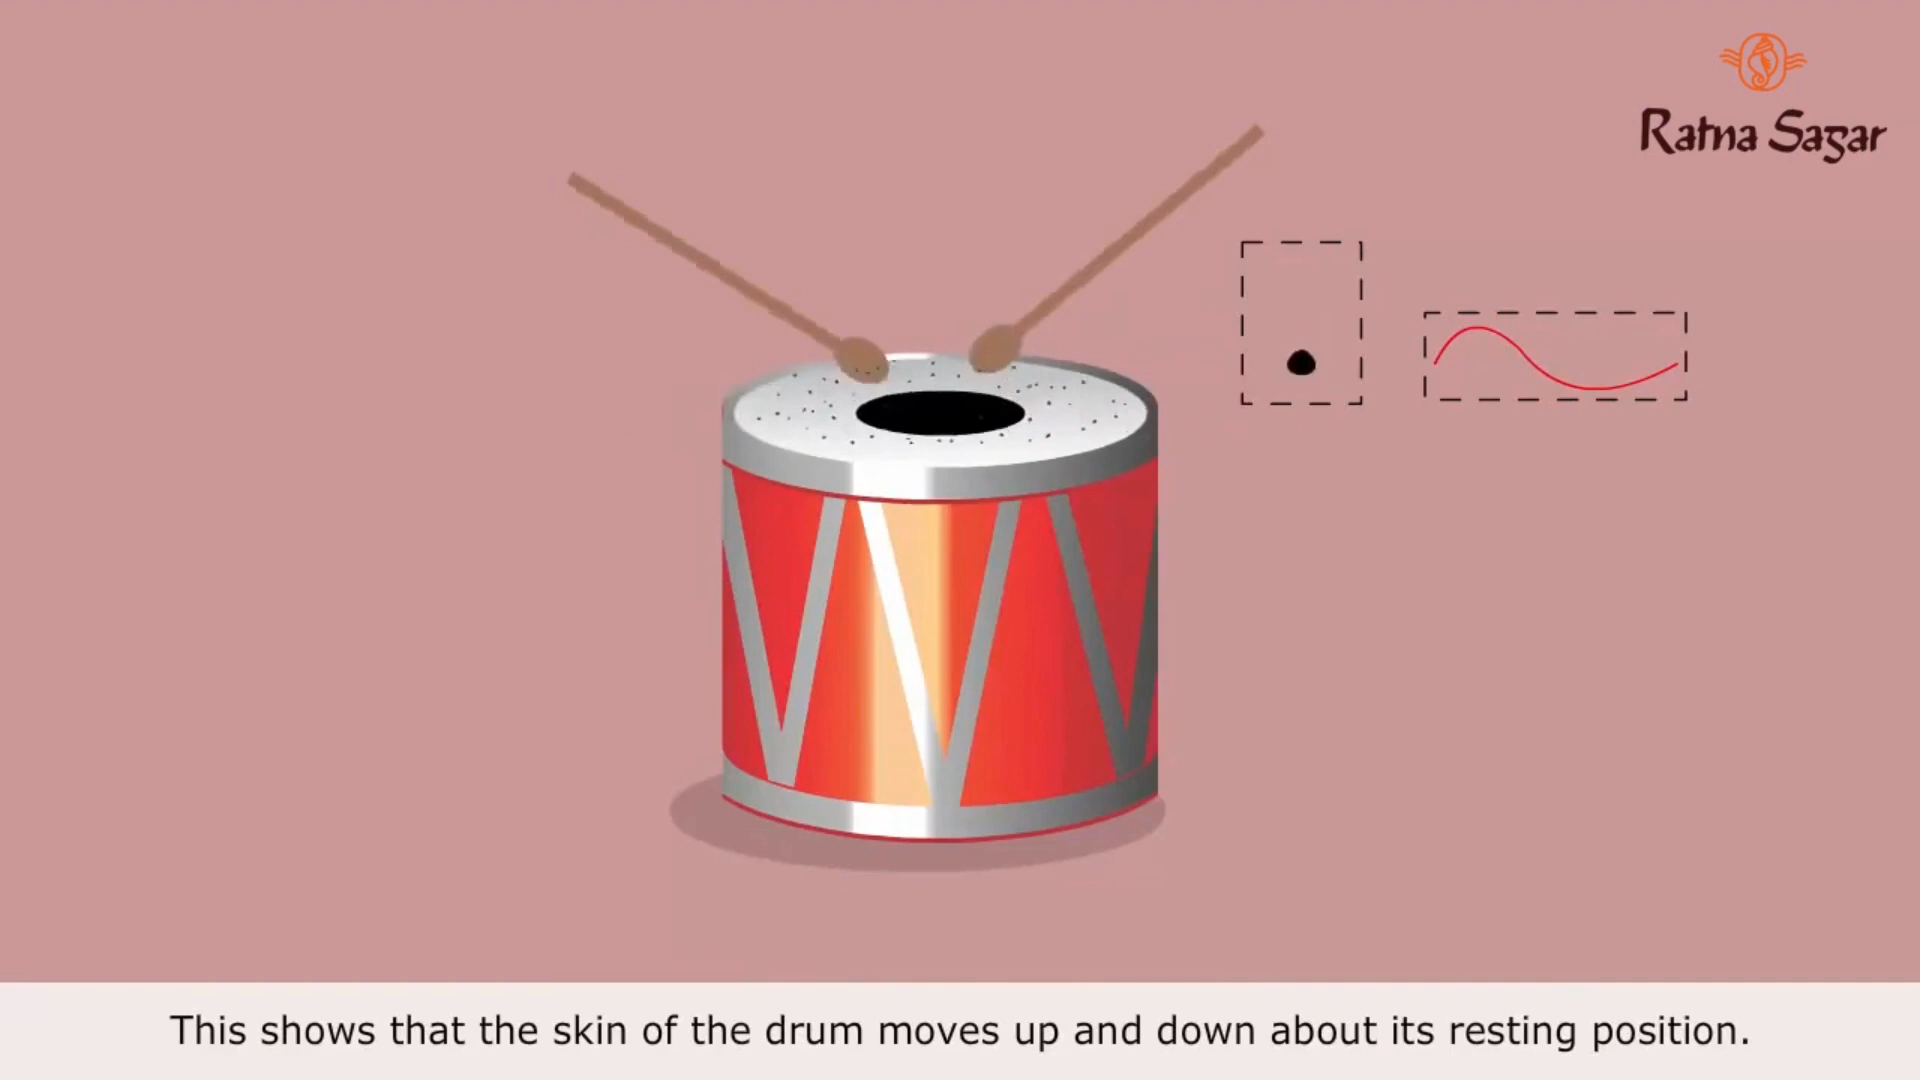 Ratna Sagar
This shows that the skin of the drum moves up and down about its resting position.